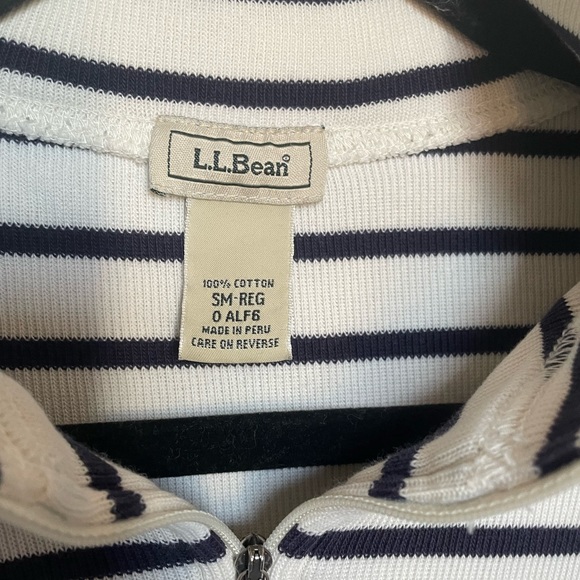 L.L.Bean®
100% COTTON
SM-REG
0 ALF6
MADE IN PERU
CARE ON REVERSE